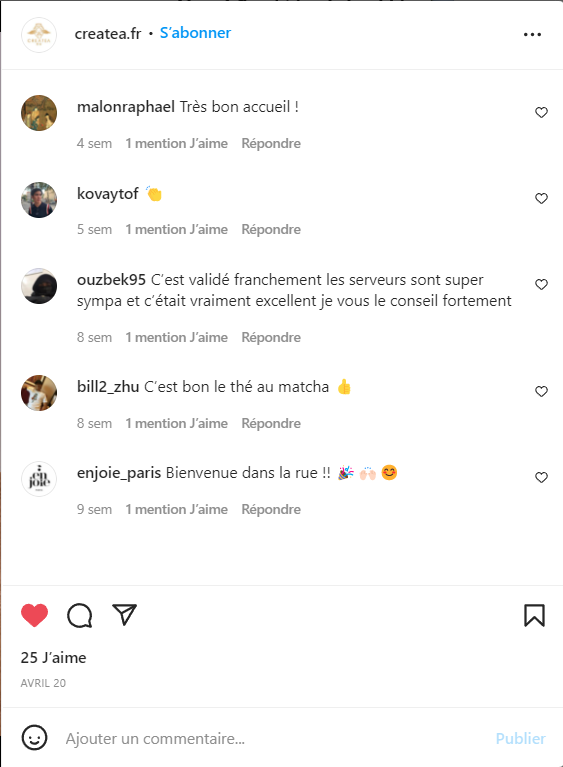 createa.fr • S'abonner
CREATEA
malonraphael Très bon accueil !
4 sem 1 mention J'aime Répondre
kovaytof 👏
5 sem 1 mention J'aime Répondre
ouzbek95 C'est validé franchement les serveurs sont super
sympa et c'était vraiment excellent je vous le conseil fortement
8 sem 1 mention J'aime Répondre
bill2_zhu C'est bon le thé au matcha 👍
8 sem 1 mention J'aime Répondre
en
joie
enjoie_paris Bienvenue dans la rue !! 🎉 🙌🏻 😊
9 sem 1 mention J'aime Répondre
25 J'aime
AVRIL 20
Ajouter un commentaire... Publier